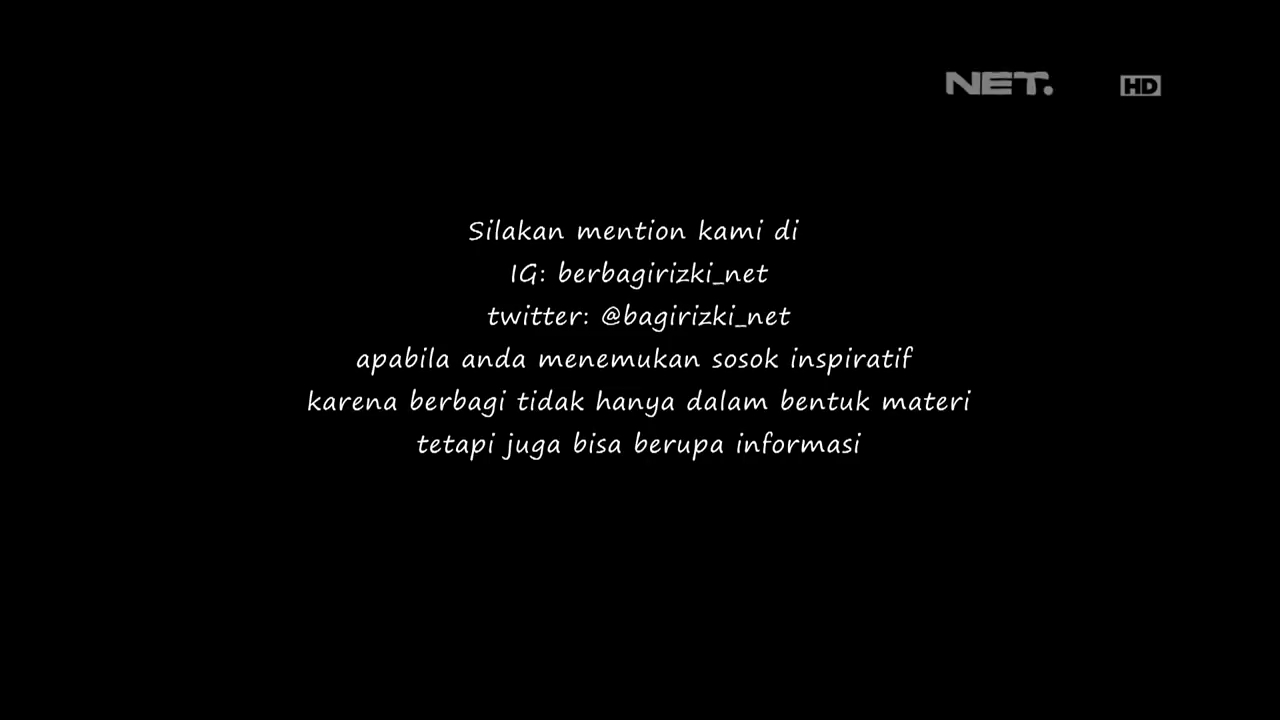 NET. HD
Silakan mention kami di
IG: berbagirizki_net
twitter: @bagirizki_net
apabila anda menemukan sosok inspiratif
karena berbagi tidak hanya dalam bentuk materi
tetapi juga bisa berupa informasi